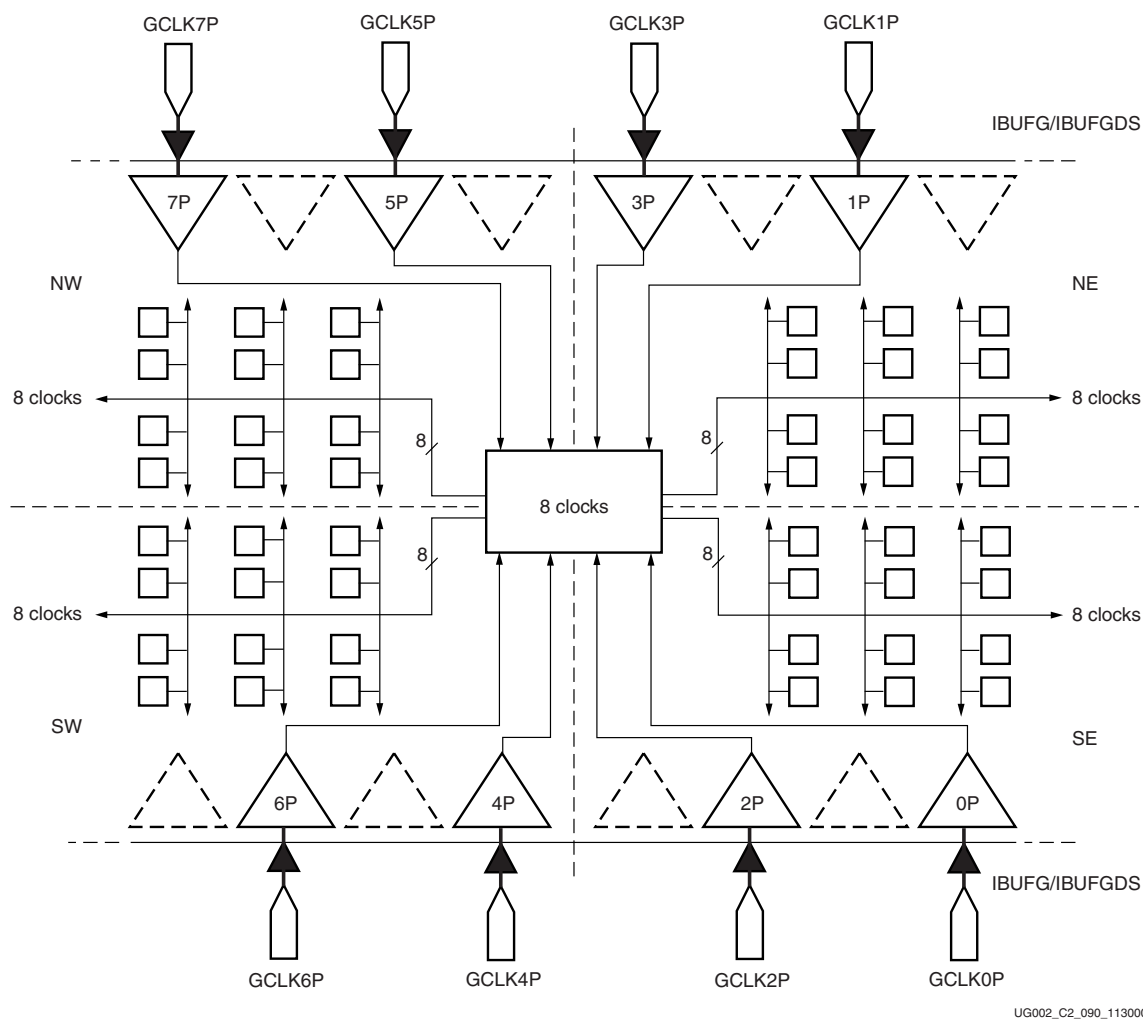 GCLK7P
GCLK5P
GCLK3P
GCLK1P
IBUFG/IBUFGDS
7P
5P
3P
1P
NW
NE
8 clocks
8
8
8 clocks
8 clocks
8
8
8 clocks
8 clocks
SW
SE
6P
4P
2P
0P
IBUFG/IBUFGDS
GCLK6P
GCLK4P
GCLK2P
GCLK0P